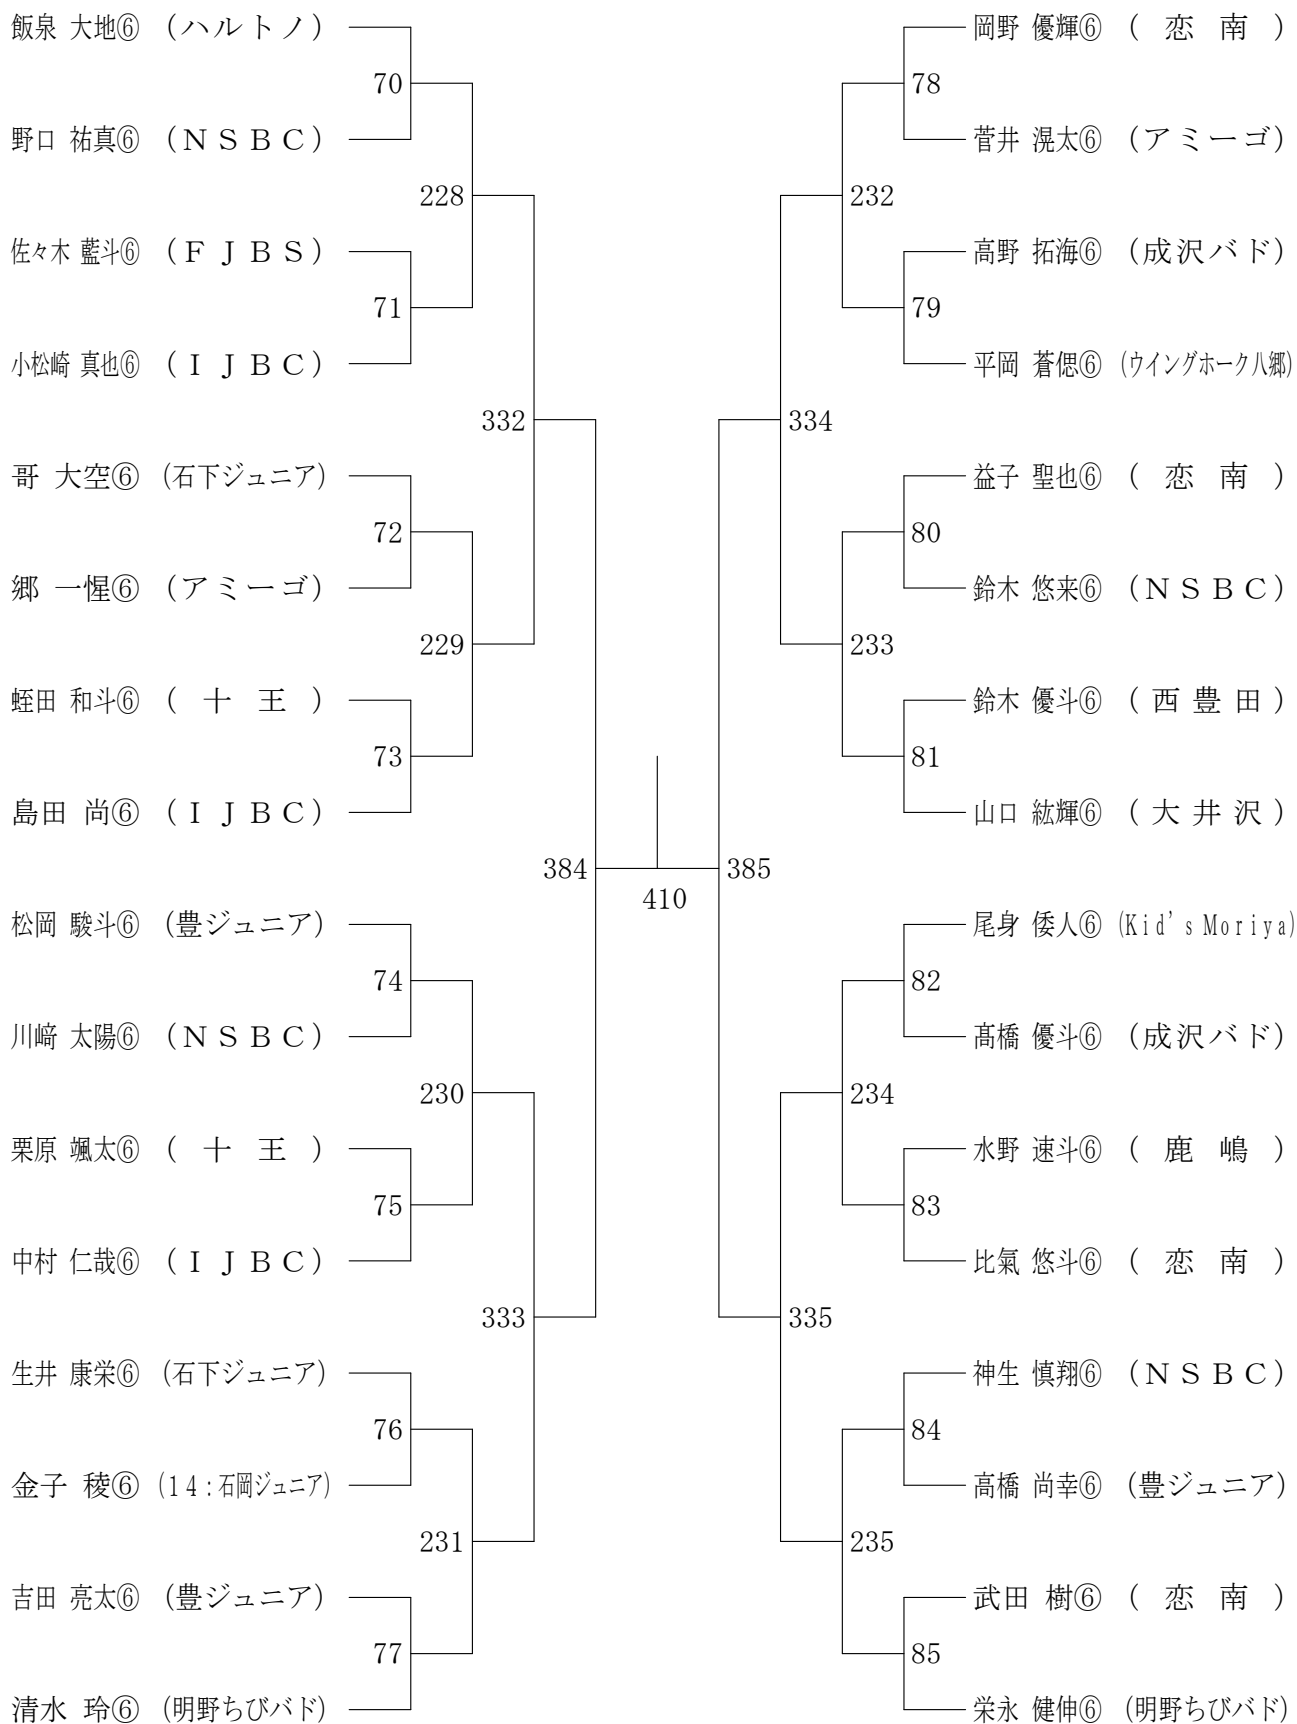 飯泉 大地⑥ (ハルトノ)
70
野口 祐真⑥ (NSBC)
228
佐々木 藍斗⑥ (FJBS)
71
小松崎 真也⑥ (IJBC)
332
哥 大空⑥ (石下ジュニア)
72
郷 一惺⑥ (アミーゴ)
229
蛭田 和斗⑥ (十王)
73
島田 尚⑥ (IJBC)
384
松岡 駿斗⑥ (豊ジュニア)
74
川﨑 太陽⑥ (NSBC)
230
栗原 颯太⑥ (十王)
75
中村 仁哉⑥ (IJBC)
333
生井 康栄⑥ (石下ジュニア)
76
金子 稜⑥ (14:石岡ジュニア)
231
吉田 亮太⑥ (豊ジュニア)
77
清水 玲⑥ (明野ちびバド)
410
岡野 優輝⑥ (恋南)
78
菅井 滉太⑥ (アミーゴ)
232
高野 拓海⑥ (成沢バド)
79
平岡 蒼偲⑥ (ウイングホーク八郷)
334
益子 聖也⑥ (恋南)
80
鈴木 悠来⑥ (NSBC)
233
鈴木 優斗⑥ (西豊田)
81
山口 紘輝⑥ (大井沢)
385
尾身 倭人⑥ (Kid's Moriya)
82
髙橋 優斗⑥ (成沢バド)
234
水野 速斗⑥ (鹿嶋)
83
比氣 悠斗⑥ (恋南)
335
神生 慎翔⑥ (NSBC)
84
高橋 尚幸⑥ (豊ジュニア)
235
武田 樹⑥ (恋南)
85
栄永 健伸⑥ (明野ちびバド)